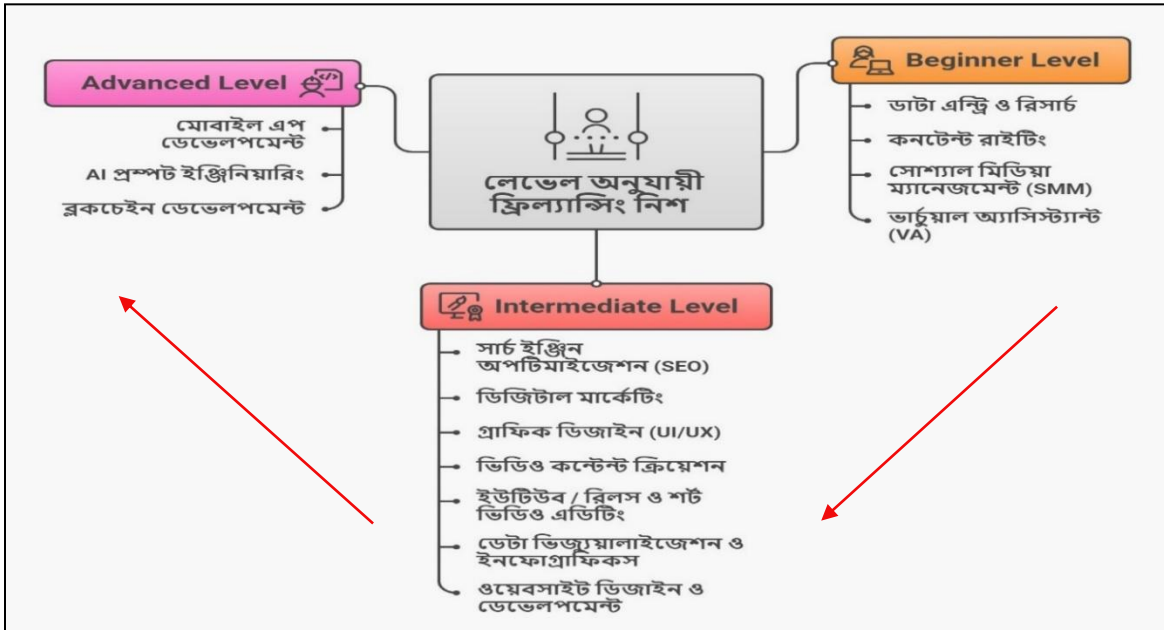 লেভেল অনুযায়ী
ফ্রিল্যান্সিং নিশ
Beginner Level
ডাটা এন্ট্রি ও রিসার্চ
কনটেন্ট রাইটিং
সোশ্যাল মিডিয়া
ম্যানেজমেন্ট (SMM)
ভার্চুয়াল অ্যাসিস্ট্যান্ট
(VA)
Intermediate Level
সার্চ ইঞ্জিন
অপটিমাইজেশন (SEO)
ডিজিটাল মার্কেটিং
গ্রাফিক ডিজাইন (UI/UX)
ভিডিও কন্টেন্ট ক্রিয়েশন
ইউটিউব / রিলস ও শর্ট
ভিডিও এডিটিং
ডেটা ভিজ্যুয়ালাইজেশন ও
ইনফোগ্রাফিকস
ওয়েবসাইট ডিজাইন ও
ডেভেলপমেন্ট
Advanced Level
মোবাইল এপ
ডেভেলপমেন্ট
AI প্রম্পট ইঞ্জিনিয়ারিং
ব্লকচেইন ডেভেলপমেন্ট